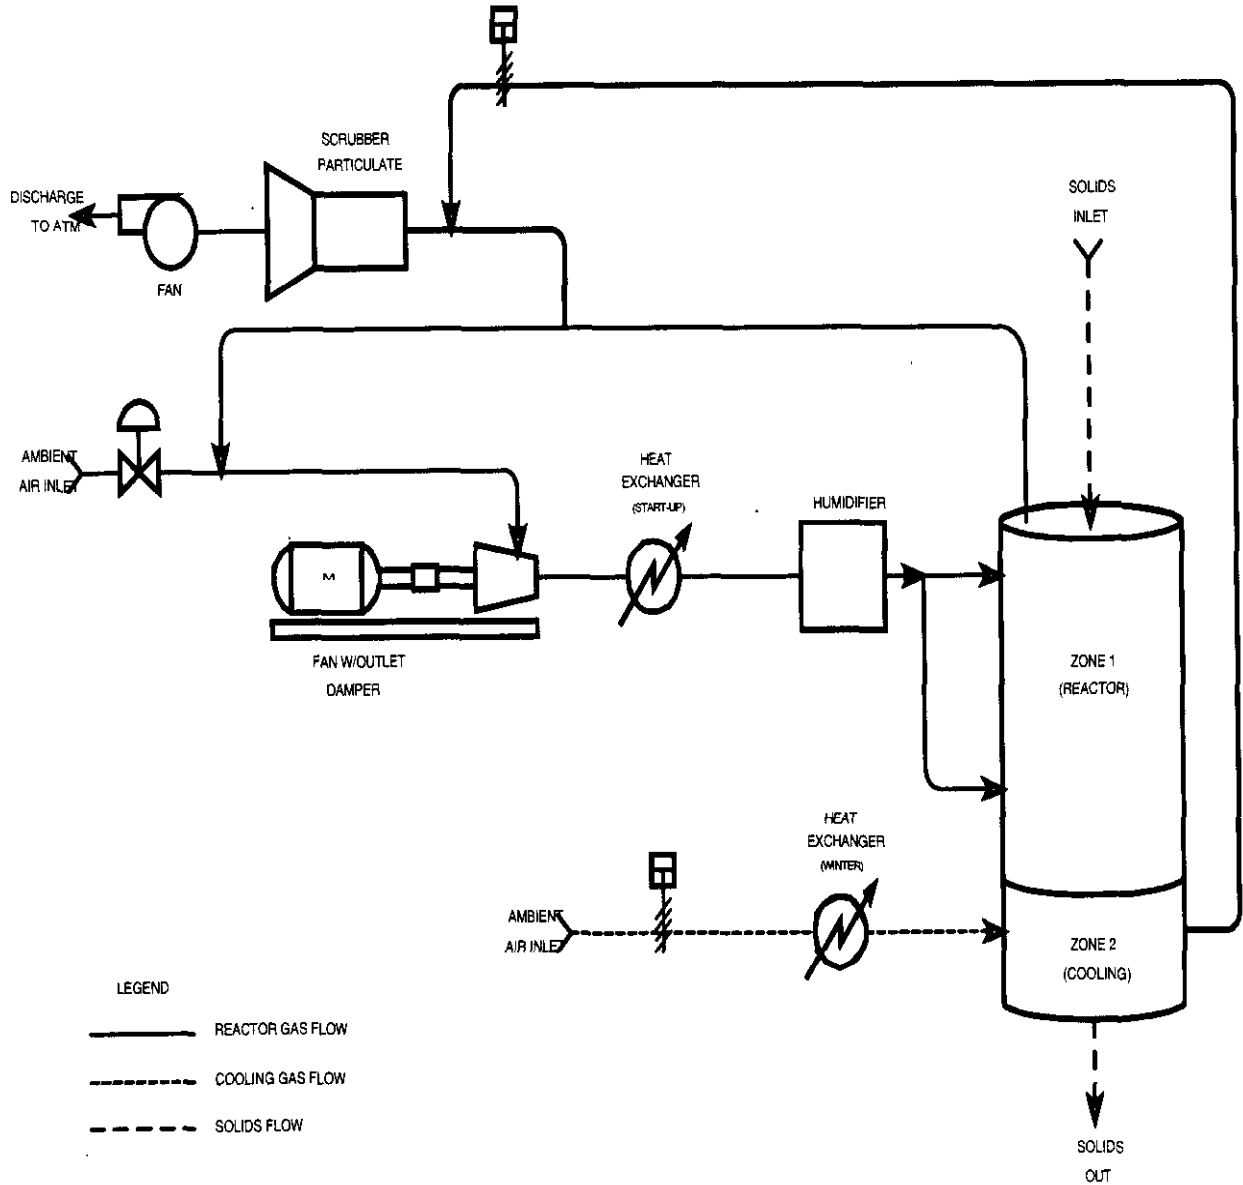 SCRUBBER
PARTICULATE
DISCHARGE
TO ATM
FAN
SOLIDS
INLET
AMBIENT
AIR INLET
HEAT
EXCHANGER
(START-UP)
HUMIDIFIER
M
FAN W/OUTLET
DAMPER
ZONE 1
(REACTOR)
HEAT
EXCHANGER
(WINTER)
AMBIENT
AIR INLET
ZONE 2
(COOLING)
LEGEND
REACTOR GAS FLOW
COOLING GAS FLOW
SOLIDS FLOW
SOLIDS
OUT